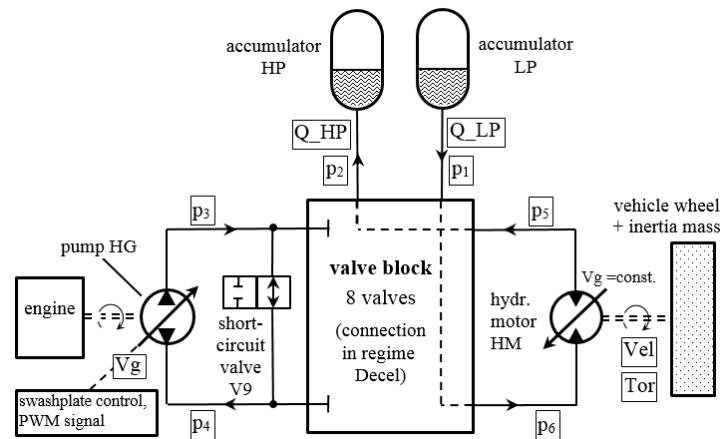 accumulator
HP
accumulator
LP
Q_HP
Q_LP
p2
p1
p3
p5
vehicle wheel
+ inertia mass
pump HG
valve block
8 valves
(connection
in regime
Decel)
engine
Vg
short-
circuit
valve
V9
hydr.
motor
HM
Vg =const.
Vel
Tor
swashplate control,
PWM signal
p4
p6